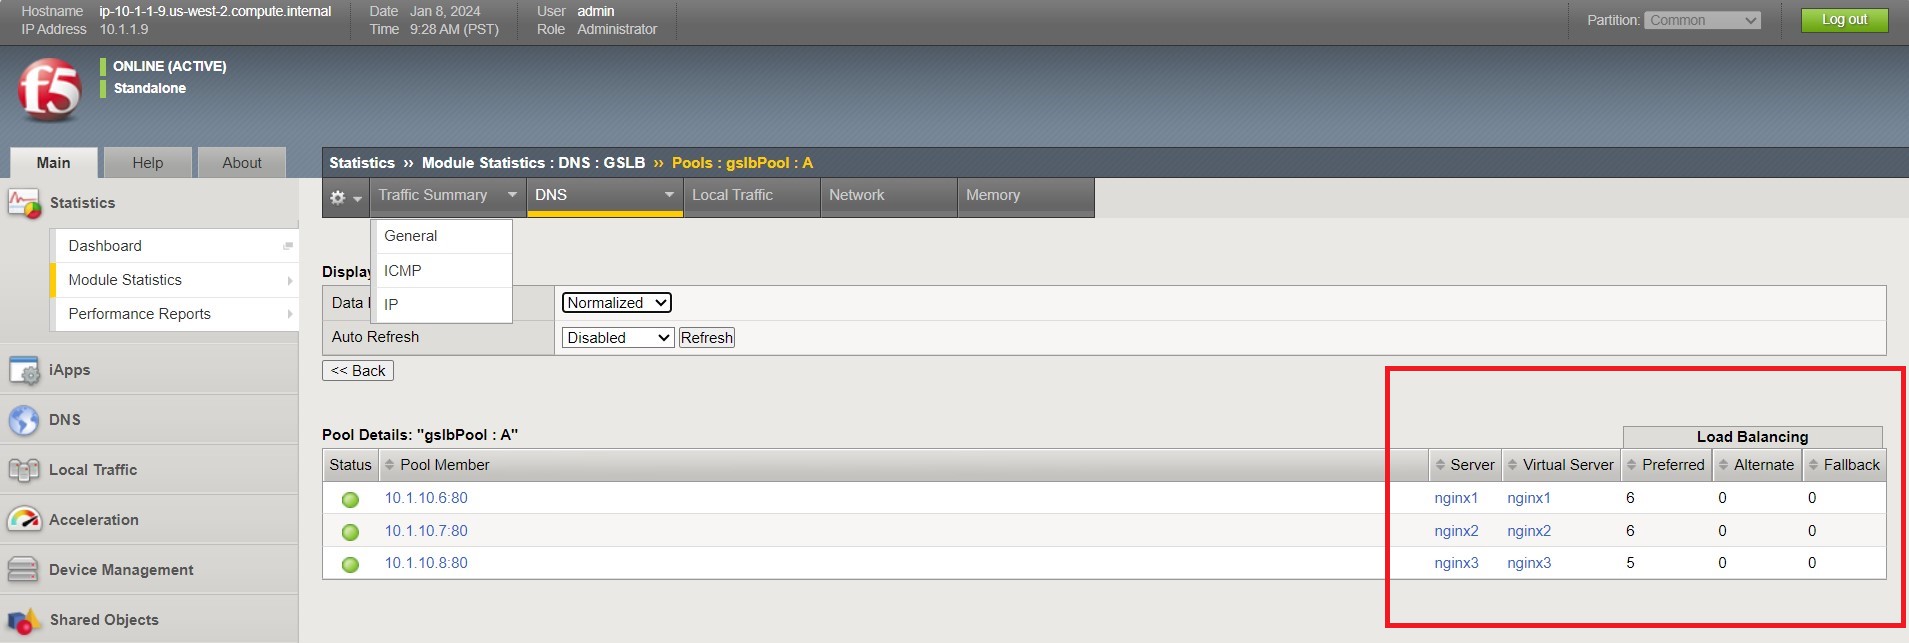 Hostname ip-10-1-1-9.us-west-2.compute.internal Date Jan 8, 2024 User admin Partition: Common Log out
IP Address 10.1.1.9 Time 9:28 AM (PST) Role Administrator
f5
ONLINE (ACTIVE)
Standalone
Main Help About
Statistics ›› Module Statistics : DNS : GSLB ›› Pools : gslbPool : A
Traffic Summary DNS Local Traffic Network Memory
General
ICMP
IP
Statistics
Dashboard
Module Statistics
Performance Reports
iApps
DNS
Local Traffic
Acceleration
Device Management
Shared Objects
Display
Data Normalized
Auto Refresh Disabled Refresh
<< Back
Pool Details: "gslbPool : A"
Load Balancing
Status Pool Member Server Virtual Server Preferred Alternate Fallback
10.1.10.6:80 nginx1 nginx1 6 0 0
10.1.10.7:80 nginx2 nginx2 6 0 0
10.1.10.8:80 nginx3 nginx3 5 0 0